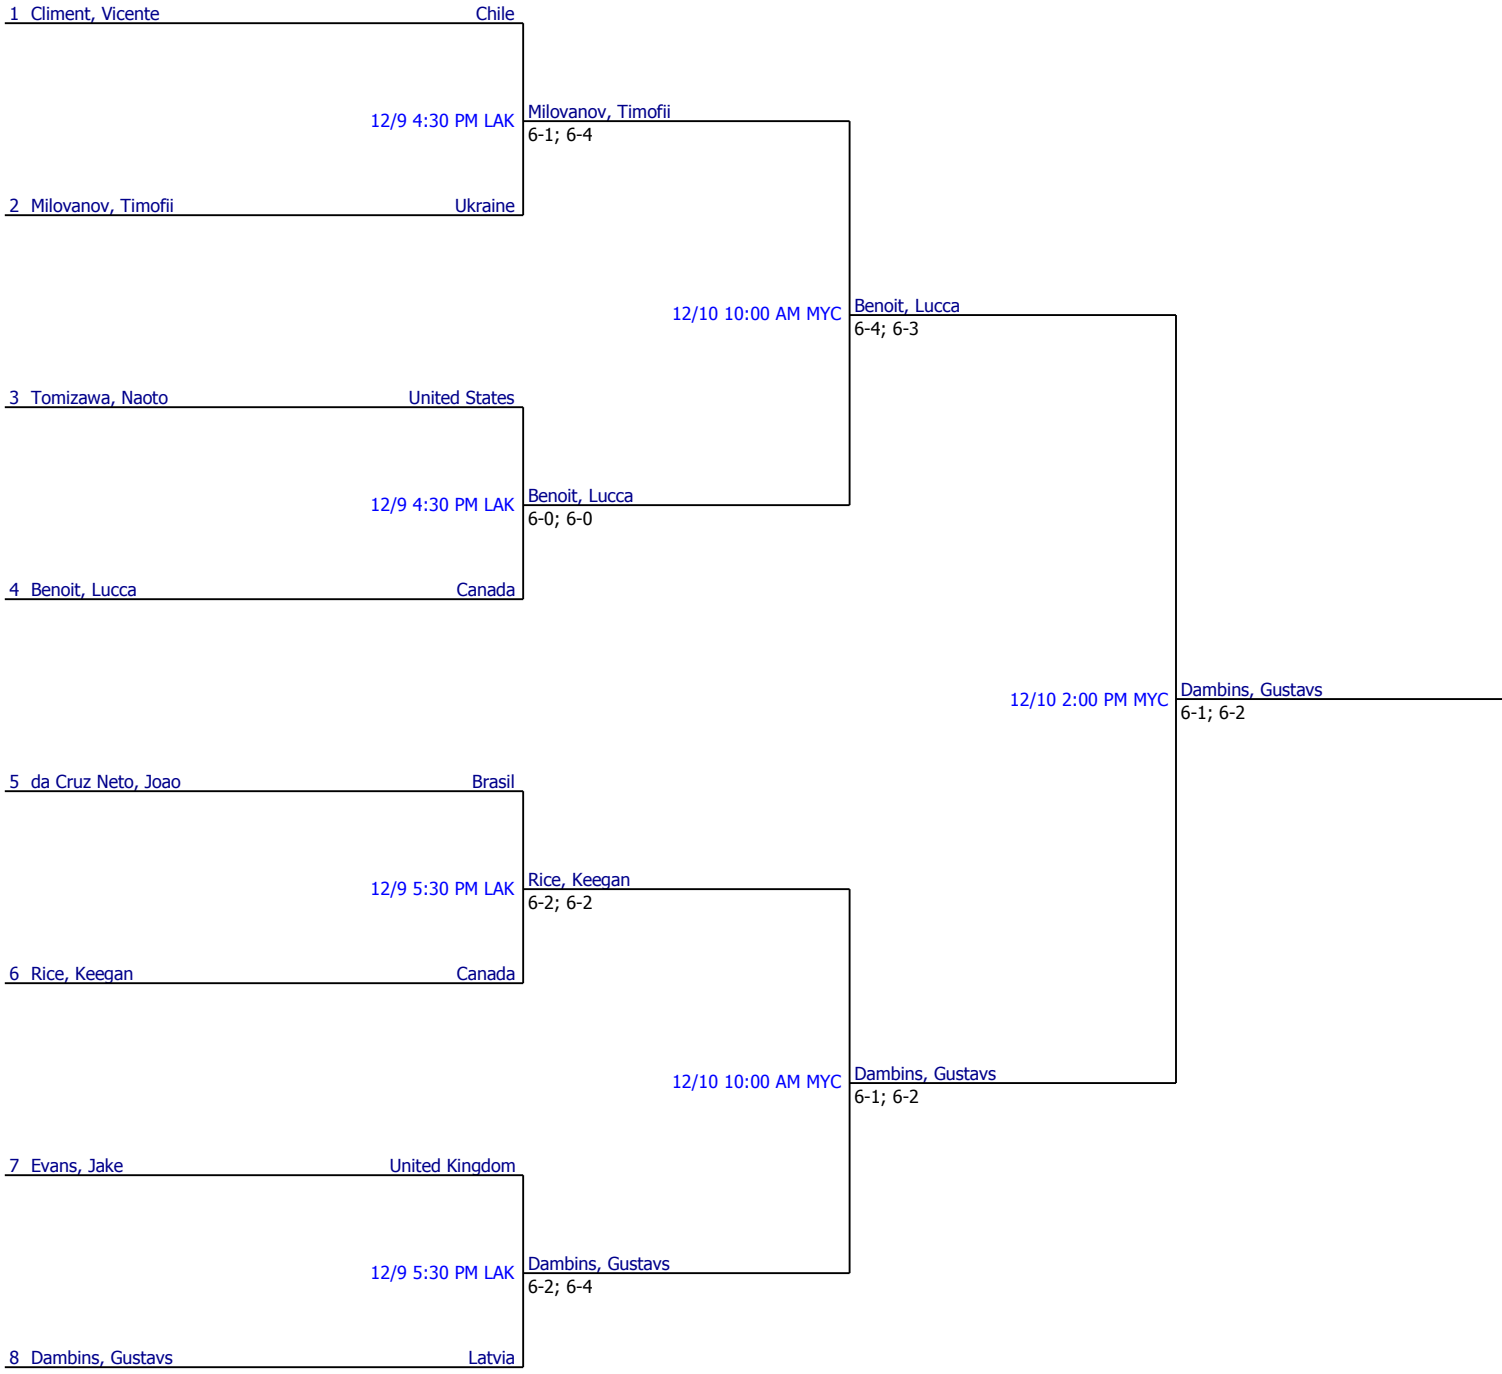 1 Climent, Vicente Chile
12/9 4:30 PM LAK Milovanov, Timofii
6-1; 6-4
2 Milovanov, Timofii Ukraine
12/10 10:00 AM MYC Benoit, Lucca
6-4; 6-3
3 Tomizawa, Naoto United States
12/9 4:30 PM LAK Benoit, Lucca
6-0; 6-0
4 Benoit, Lucca Canada
12/10 2:00 PM MYC Dambins, Gustavs
6-1; 6-2
5 da Cruz Neto, Joao Brasil
12/9 5:30 PM LAK Rice, Keegan
6-2; 6-2
6 Rice, Keegan Canada
12/10 10:00 AM MYC Dambins, Gustavs
6-1; 6-2
7 Evans, Jake United Kingdom
12/9 5:30 PM LAK Dambins, Gustavs
6-2; 6-4
8 Dambins, Gustavs Latvia